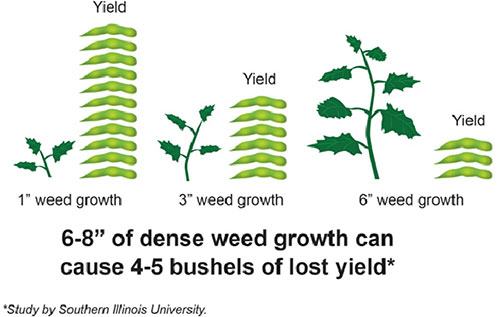 Yield
Yield
Yield
1” weed growth
3” weed growth
6” weed growth
6-8” of dense weed growth can
cause 4-5 bushels of lost yield*
*Study by Southern Illinois University.